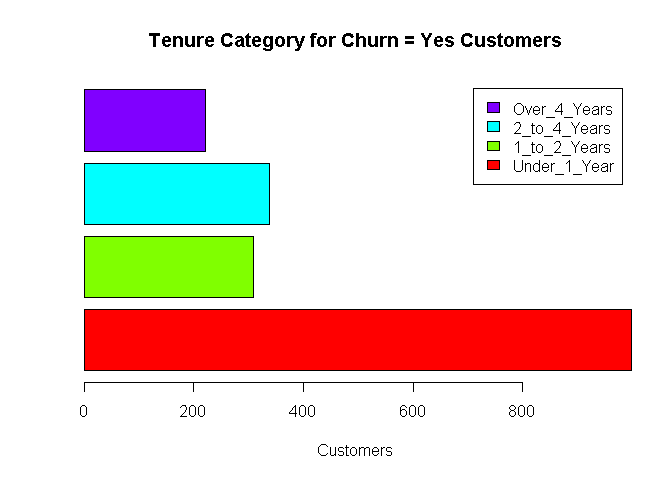 Tenure Category for Churn = Yes Customers
Over_4_Years
2_to_4_Years
1_to_2_Years
Under_1_Year
0 200 400 600 800
Customers